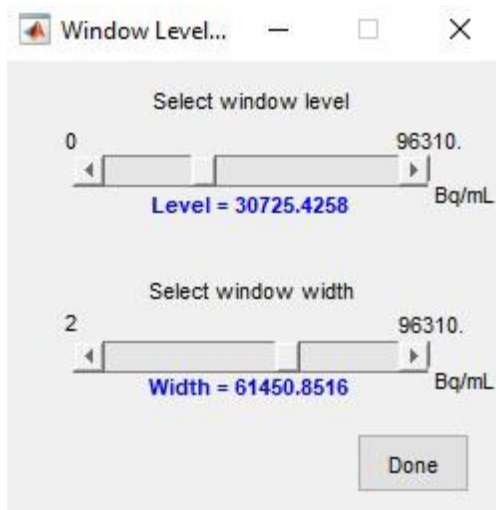 Window Level...
Select window level
0 96310.
Bq/mL
Level = 30725.4258
Select window width
2 96310.
Bq/mL
Width = 61450.8516
Done